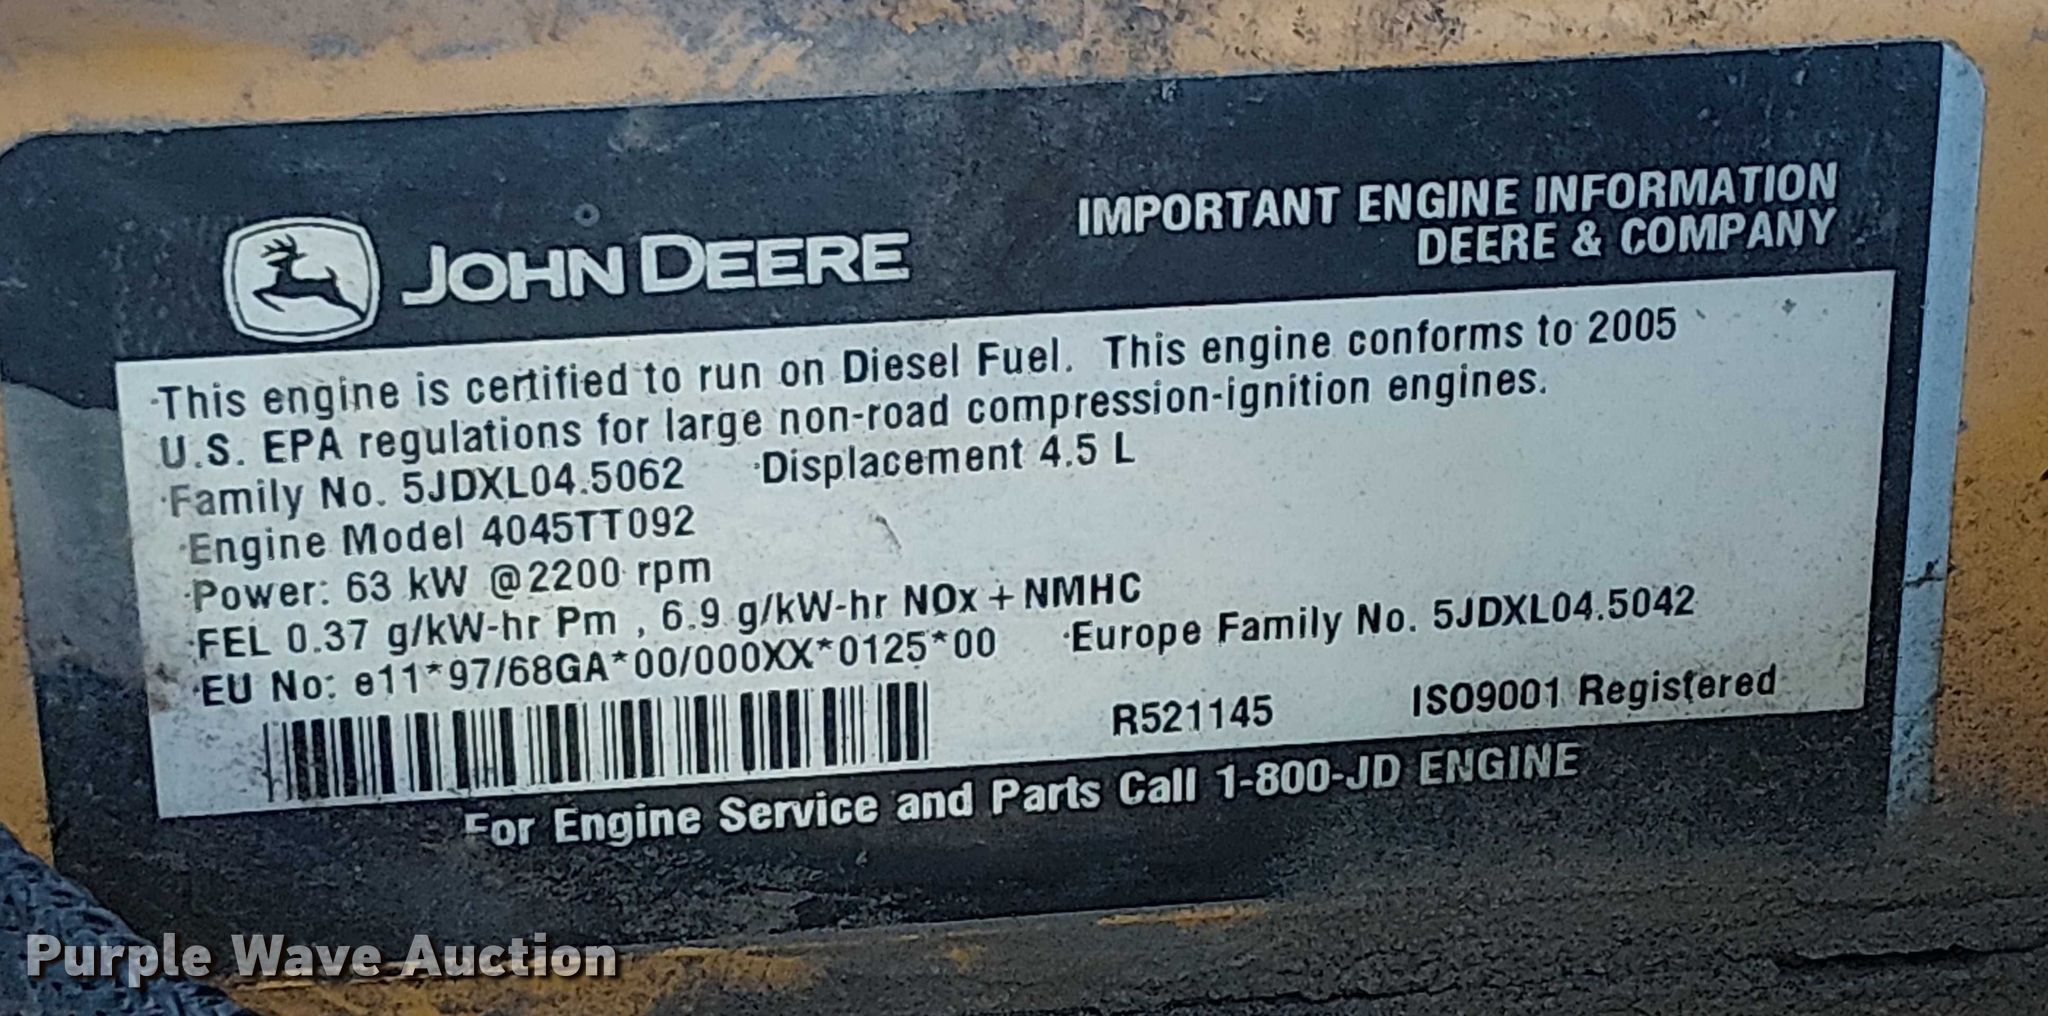 JOHN DEERE
IMPORTANT ENGINE INFORMATION
DEERE & COMPANY
·This engine is certified to run on Diesel Fuel. This engine conforms to 2005
U.S. EPA regulations for large non-road compression-ignition engines.
·Family No. 5JDXL04.5062 ·Displacement 4.5 L
·Engine Model 4045TT092
·Power: 63 kW @2200 rpm
·FEL 0.37 g/kW-hr Pm , 6.9 g/kW-hr NOx + NMHC
·EU No: e11*97/68GA*00/000XX*0125*00 ·Europe Family No. 5JDXL04.5042
R521145 ISO9001 Registered
For Engine Service and Parts Call 1-800-JD ENGINE
Purple Wave Auction